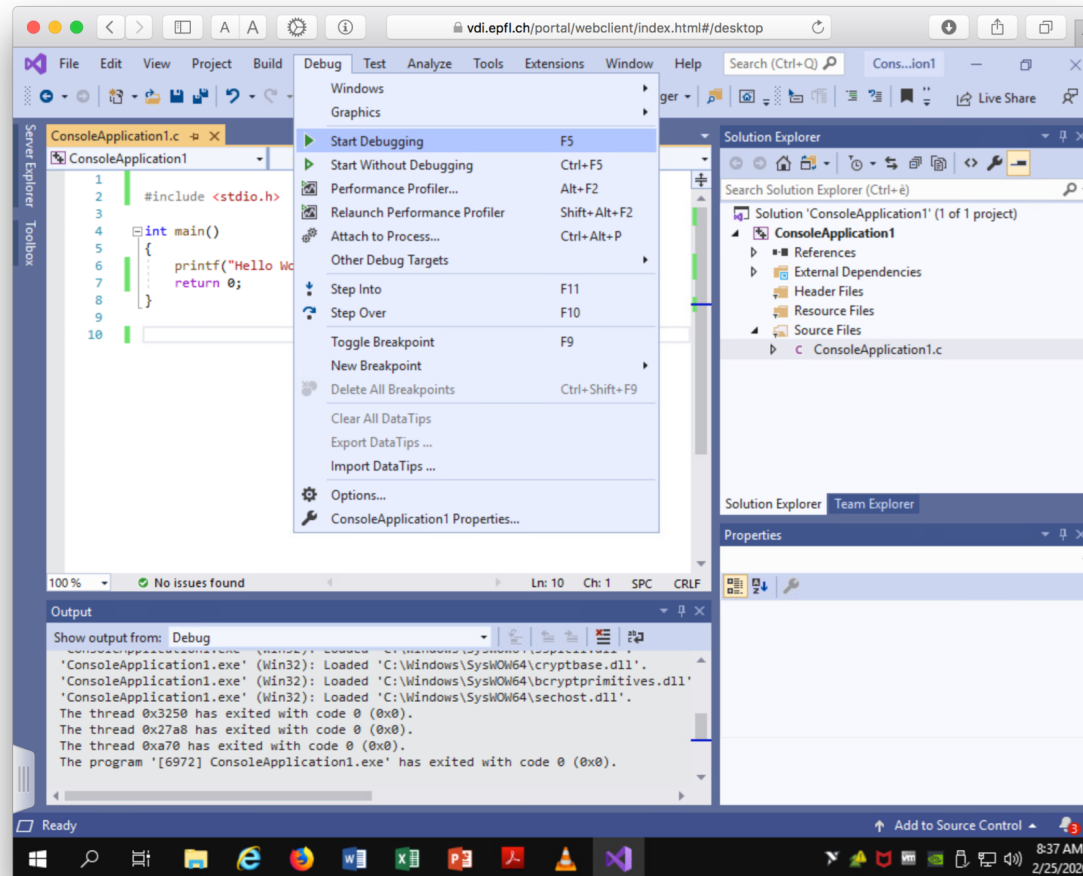 A A
vdi.epfl.ch/portal/webclient/index.html#/desktop
File Edit View Project Build Debug Test Analyze Tools Extensions Window Help Search (Ctrl+Q) Cons...ion1
Live Share
Server Explorer
Toolbox
ConsoleApplication1.c
ConsoleApplication1
1
2 #include <stdio.h>
3
4 int main()
5 {
6 printf("Hello Wo
7 return 0;
8 }
9
10
Windows
Graphics
Start Debugging F5
Start Without Debugging Ctrl+F5
Performance Profiler... Alt+F2
Relaunch Performance Profiler Shift+Alt+F2
Attach to Process... Ctrl+Alt+P
Other Debug Targets
Step Into F11
Step Over F10
Toggle Breakpoint F9
New Breakpoint
Delete All Breakpoints Ctrl+Shift+F9
Clear All DataTips
Export DataTips ...
Import DataTips ...
Options...
ConsoleApplication1 Properties...
Solution Explorer
Search Solution Explorer (Ctrl+è)
Solution 'ConsoleApplication1' (1 of 1 project)
ConsoleApplication1
References
External Dependencies
Header Files
Resource Files
Source Files
C ConsoleApplication1.c
Solution Explorer Team Explorer
Properties
100 % No issues found Ln: 10 Ch: 1 SPC CRLF
Output
Show output from: Debug
'ConsoleApplication1.exe' (Win32): Loaded 'C:\Windows\SysWOW64\cryptbase.dll'.
'ConsoleApplication1.exe' (Win32): Loaded 'C:\Windows\SysWOW64\bcryptprimitives.dll'
'ConsoleApplication1.exe' (Win32): Loaded 'C:\Windows\SysWOW64\sechost.dll'.
The thread 0x3250 has exited with code 0 (0x0).
The thread 0x27a8 has exited with code 0 (0x0).
The thread 0xa70 has exited with code 0 (0x0).
The program '[6972] ConsoleApplication1.exe' has exited with code 0 (0x0).
Ready Add to Source Control 3
8:37 AM
2/25/202